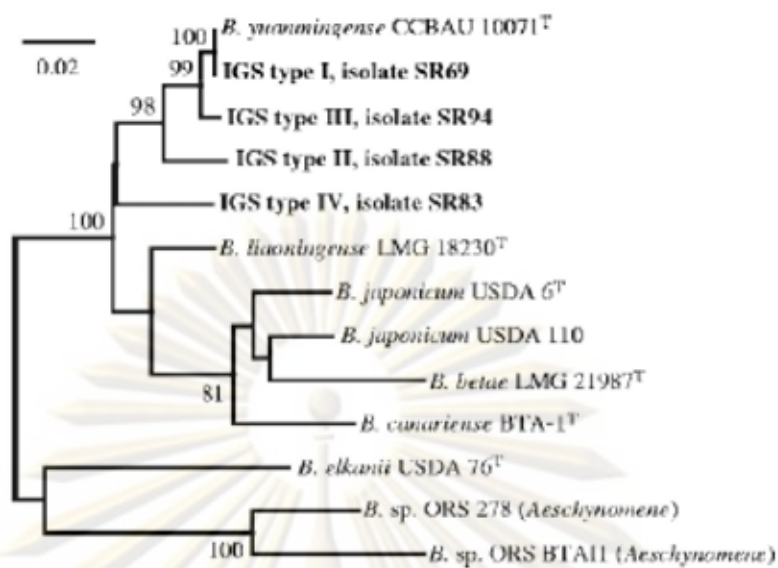 B. yuanmingense CCBAU 10071ᵀ
100
0.02
99
IGS type I, isolate SR69
98
IGS type III, isolate SR94
IGS type II, isolate SR88
IGS type IV, isolate SR83
100
B. liaoningense LMG 18230ᵀ
B. japonicum USDA 6ᵀ
B. japonicum USDA 110
B. betae LMG 21987ᵀ
81
B. canariense BTA-1ᵀ
B. elkanii USDA 76ᵀ
B. sp. ORS 278 (Aeschynomene)
100
B. sp. ORS BTAI1 (Aeschynomene)